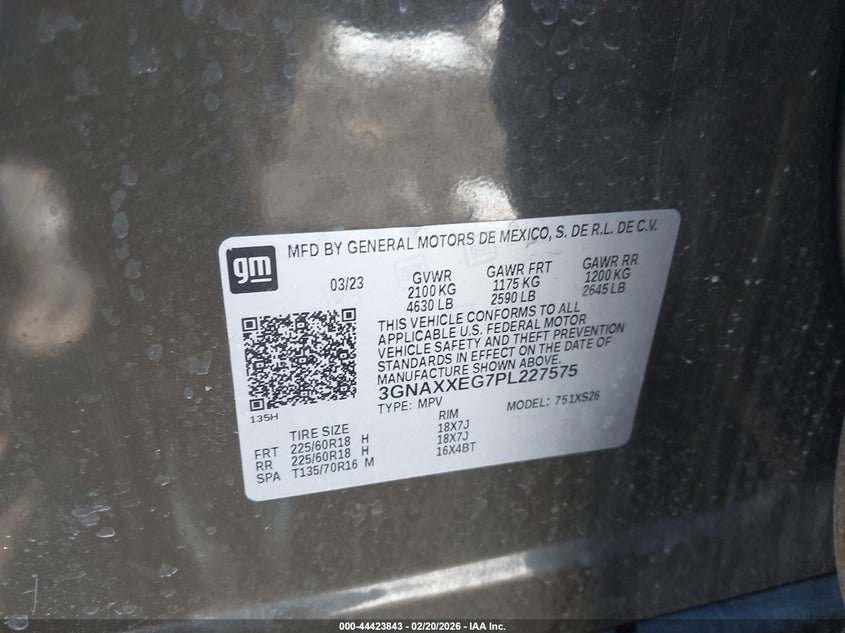 gm
MFD BY GENERAL MOTORS DE MEXICO, S. DE R.L. DE C.V.
03/23 GVWR GAWR FRT GAWR RR
2100 KG 1175 KG 1200 KG
4630 LB 2590 LB 2645 LB
THIS VEHICLE CONFORMS TO ALL
APPLICABLE U.S. FEDERAL MOTOR
VEHICLE SAFETY AND THEFT PREVENTION
STANDARDS IN EFFECT ON THE DATE
OF MANUFACTURE SHOWN ABOVE.
3GNAXXEG7PL227575
TYPE: MPV MODEL: 751XS26
135H
TIRE SIZE RIM
FRT 225/60R18 H 18X7J
RR 225/60R18 H 18X7J
SPA T135/70R16 M 16X4BT
000-44423843 - 02/20/2026 - IAA Inc.